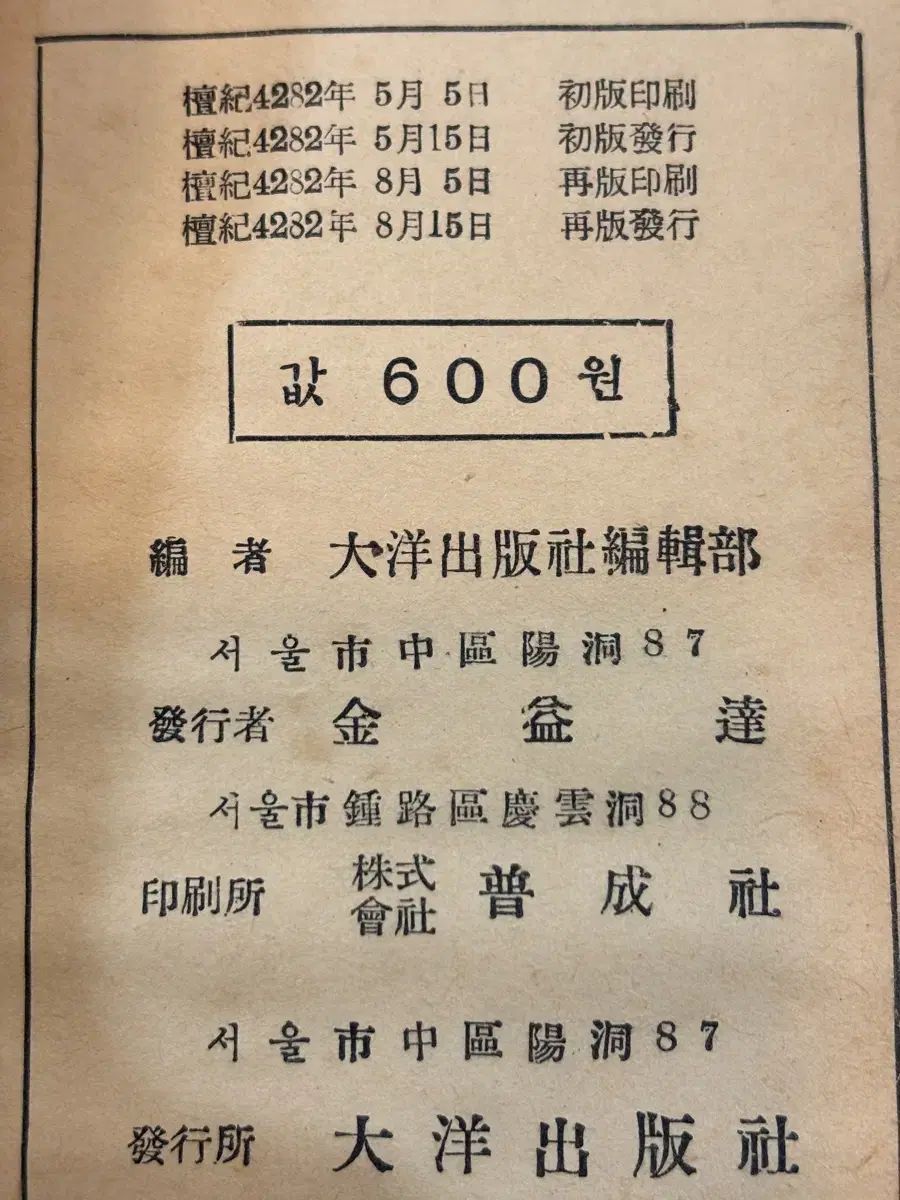 檀紀4282年 5月 5日 初版印刷
檀紀4282年 5月15日 初版發行
檀紀4282年 8月 5日 再版印刷
檀紀4282年 8月15日 再版發行
값 600원
編者 大洋出版社編輯部
서울市中區陽洞87
發行者 金益達
서울市鍾路區慶雲洞88
印刷所 株式會社 普成社
서울市中區陽洞87
發行所 大洋出版社